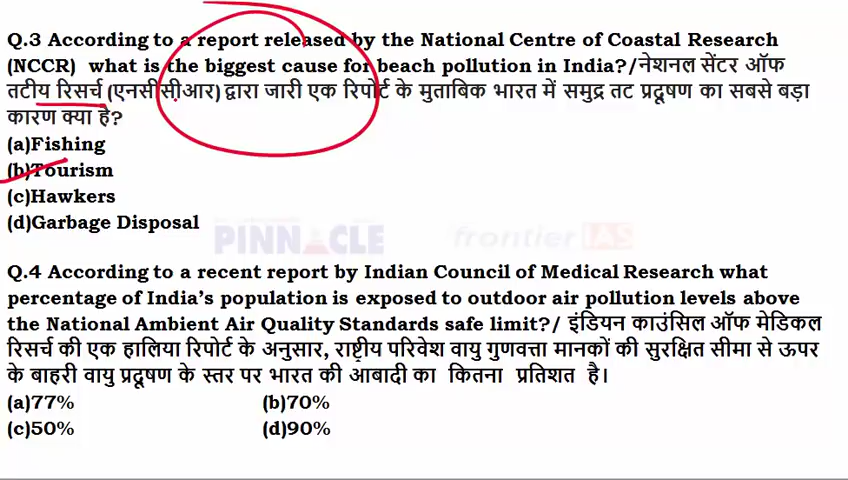 Q.3 According to a report released by the National Centre of Coastal Research
(NCCR)  what is the biggest cause for beach pollution in India?/नेशनल सेंटर ऑफ
तटीय रिसर्च (एनसीसीआर) द्वारा जारी एक रिपोर्ट के मुताबिक भारत में समुद्र तट प्रदूषण का सबसे बड़ा
कारण क्या है?
(a)Fishing
(b)Tourism
(c)Hawkers
(d)Garbage Disposal
PINNACLE frontier IAS
Q.4 According to a recent report by Indian Council of Medical Research what
percentage of India's population is exposed to outdoor air pollution levels above
the National Ambient Air Quality Standards safe limit?/ इंडियन काउंसिल ऑफ मेडिकल
रिसर्च की एक हालिया रिपोर्ट के अनुसार, राष्ट्रीय परिवेश वायु गुणवत्ता मानकों की सुरक्षित सीमा से ऊपर
के बाहरी वायु प्रदूषण के स्तर पर भारत की आबादी का कितना प्रतिशत है।
(a)77% (b)70%
(c)50% (d)90%